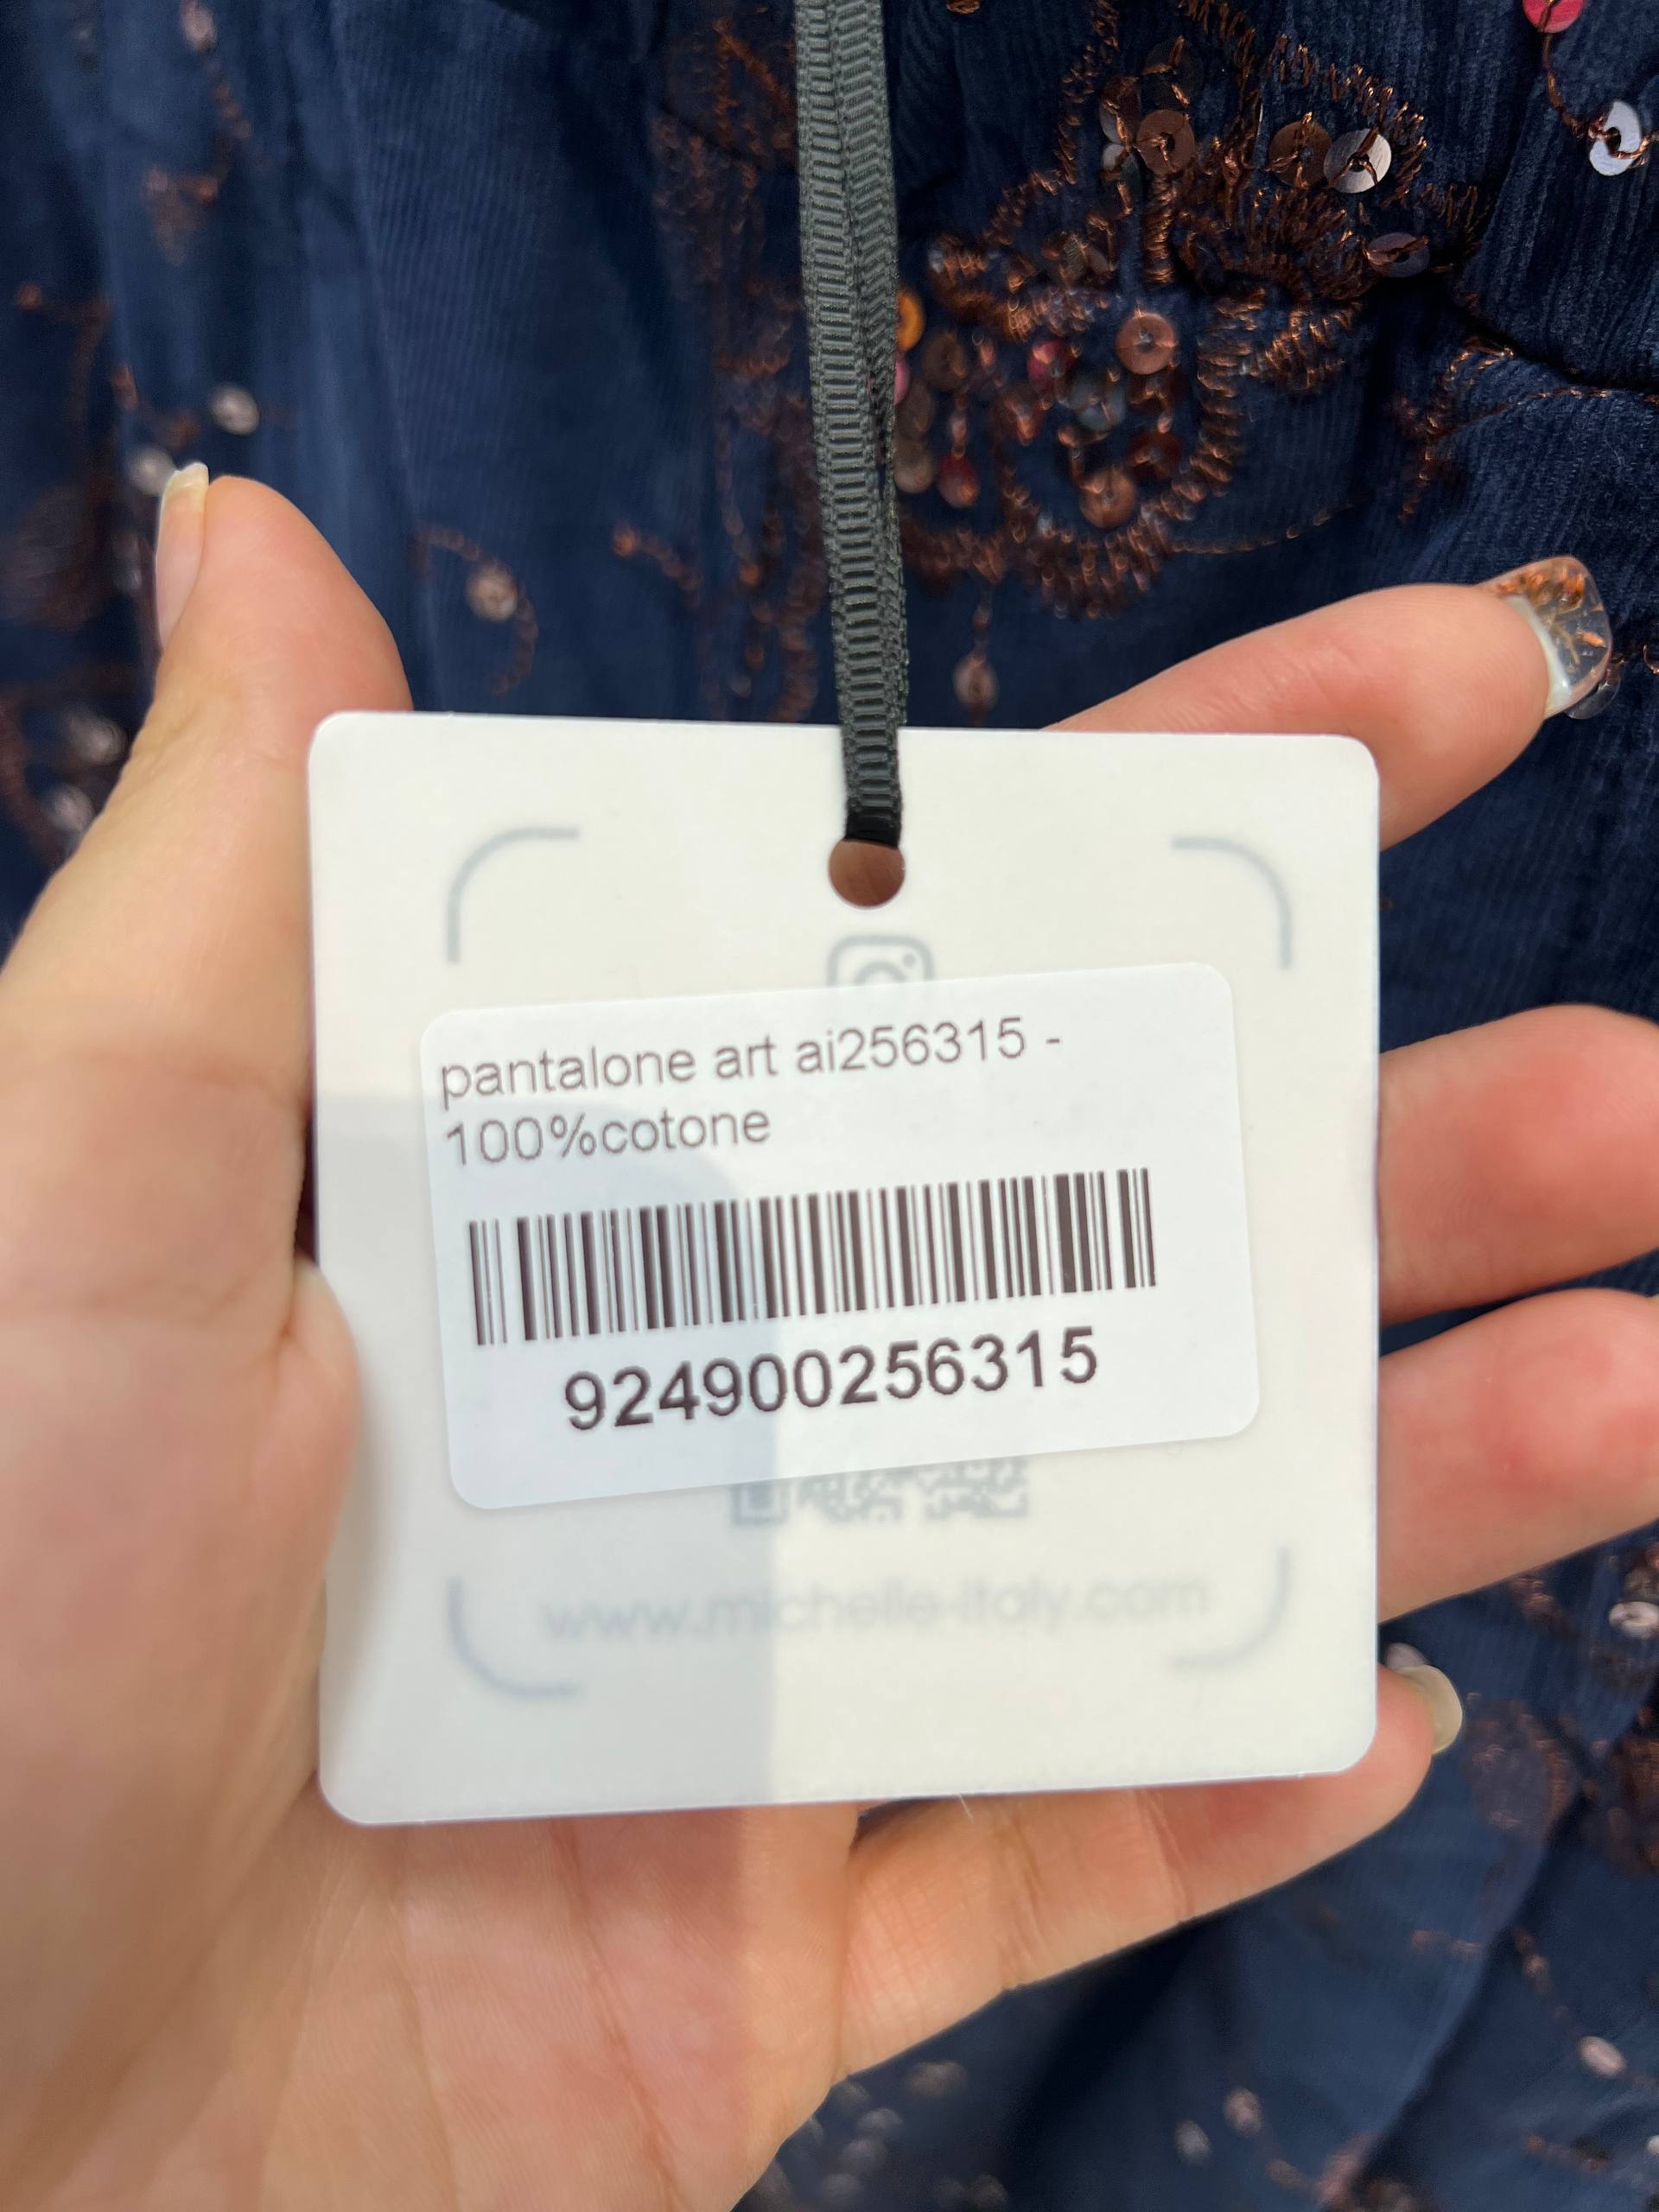 pantalone art ai256315 -
100%cotone
924900256315
www.michelle-italy.com